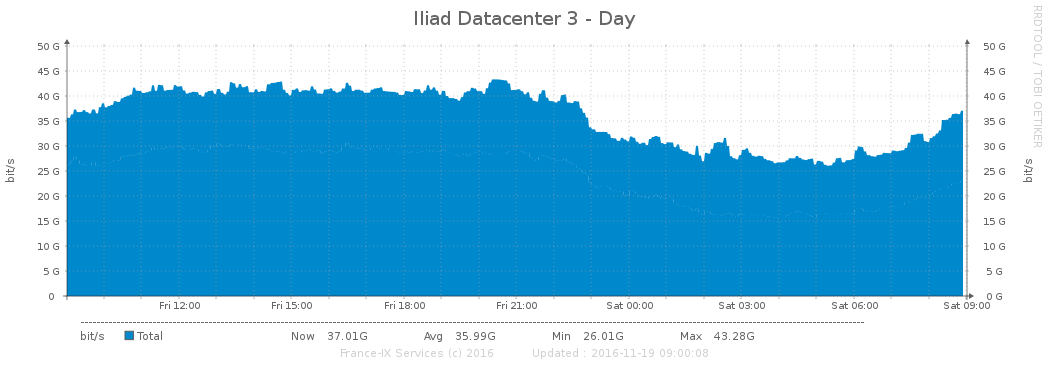 Iliad Datacenter 3 - Day
RRDTOOL / TOBI OETIKER
50 G 50 G
45 G 45 G
40 G 40 G
35 G 35 G
30 G 30 G
25 G 25 G
20 G 20 G
15 G 15 G
10 G 10 G
5 G 5 G
0 0 G
bit/s bit/s
Fri 12:00 Fri 15:00 Fri 18:00 Fri 21:00 Sat 00:00 Sat 03:00 Sat 06:00 Sat 09:00
bit/s Total Now 37.01G Avg 35.99G Min 26.01G Max 43.28G
France-IX Services (c) 2016 Updated : 2016-11-19 09:00:08